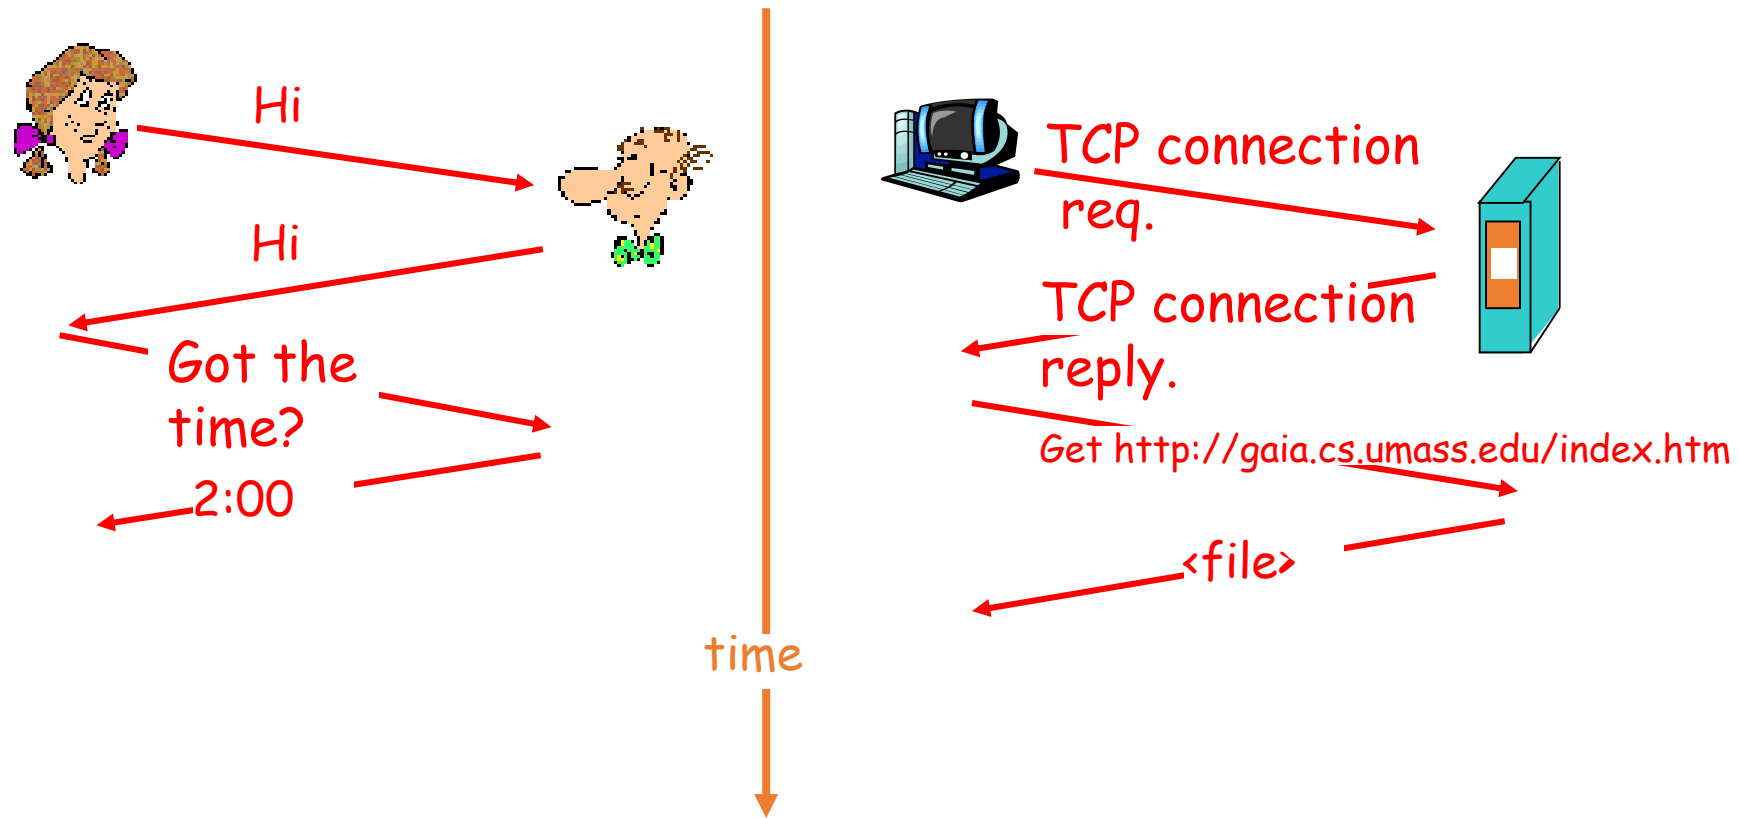 Hi
Hi
Got the
time?
2:00
time
TCP connection
req.
TCP connection
reply.
Get http://gaia.cs.umass.edu/index.htm
<file>